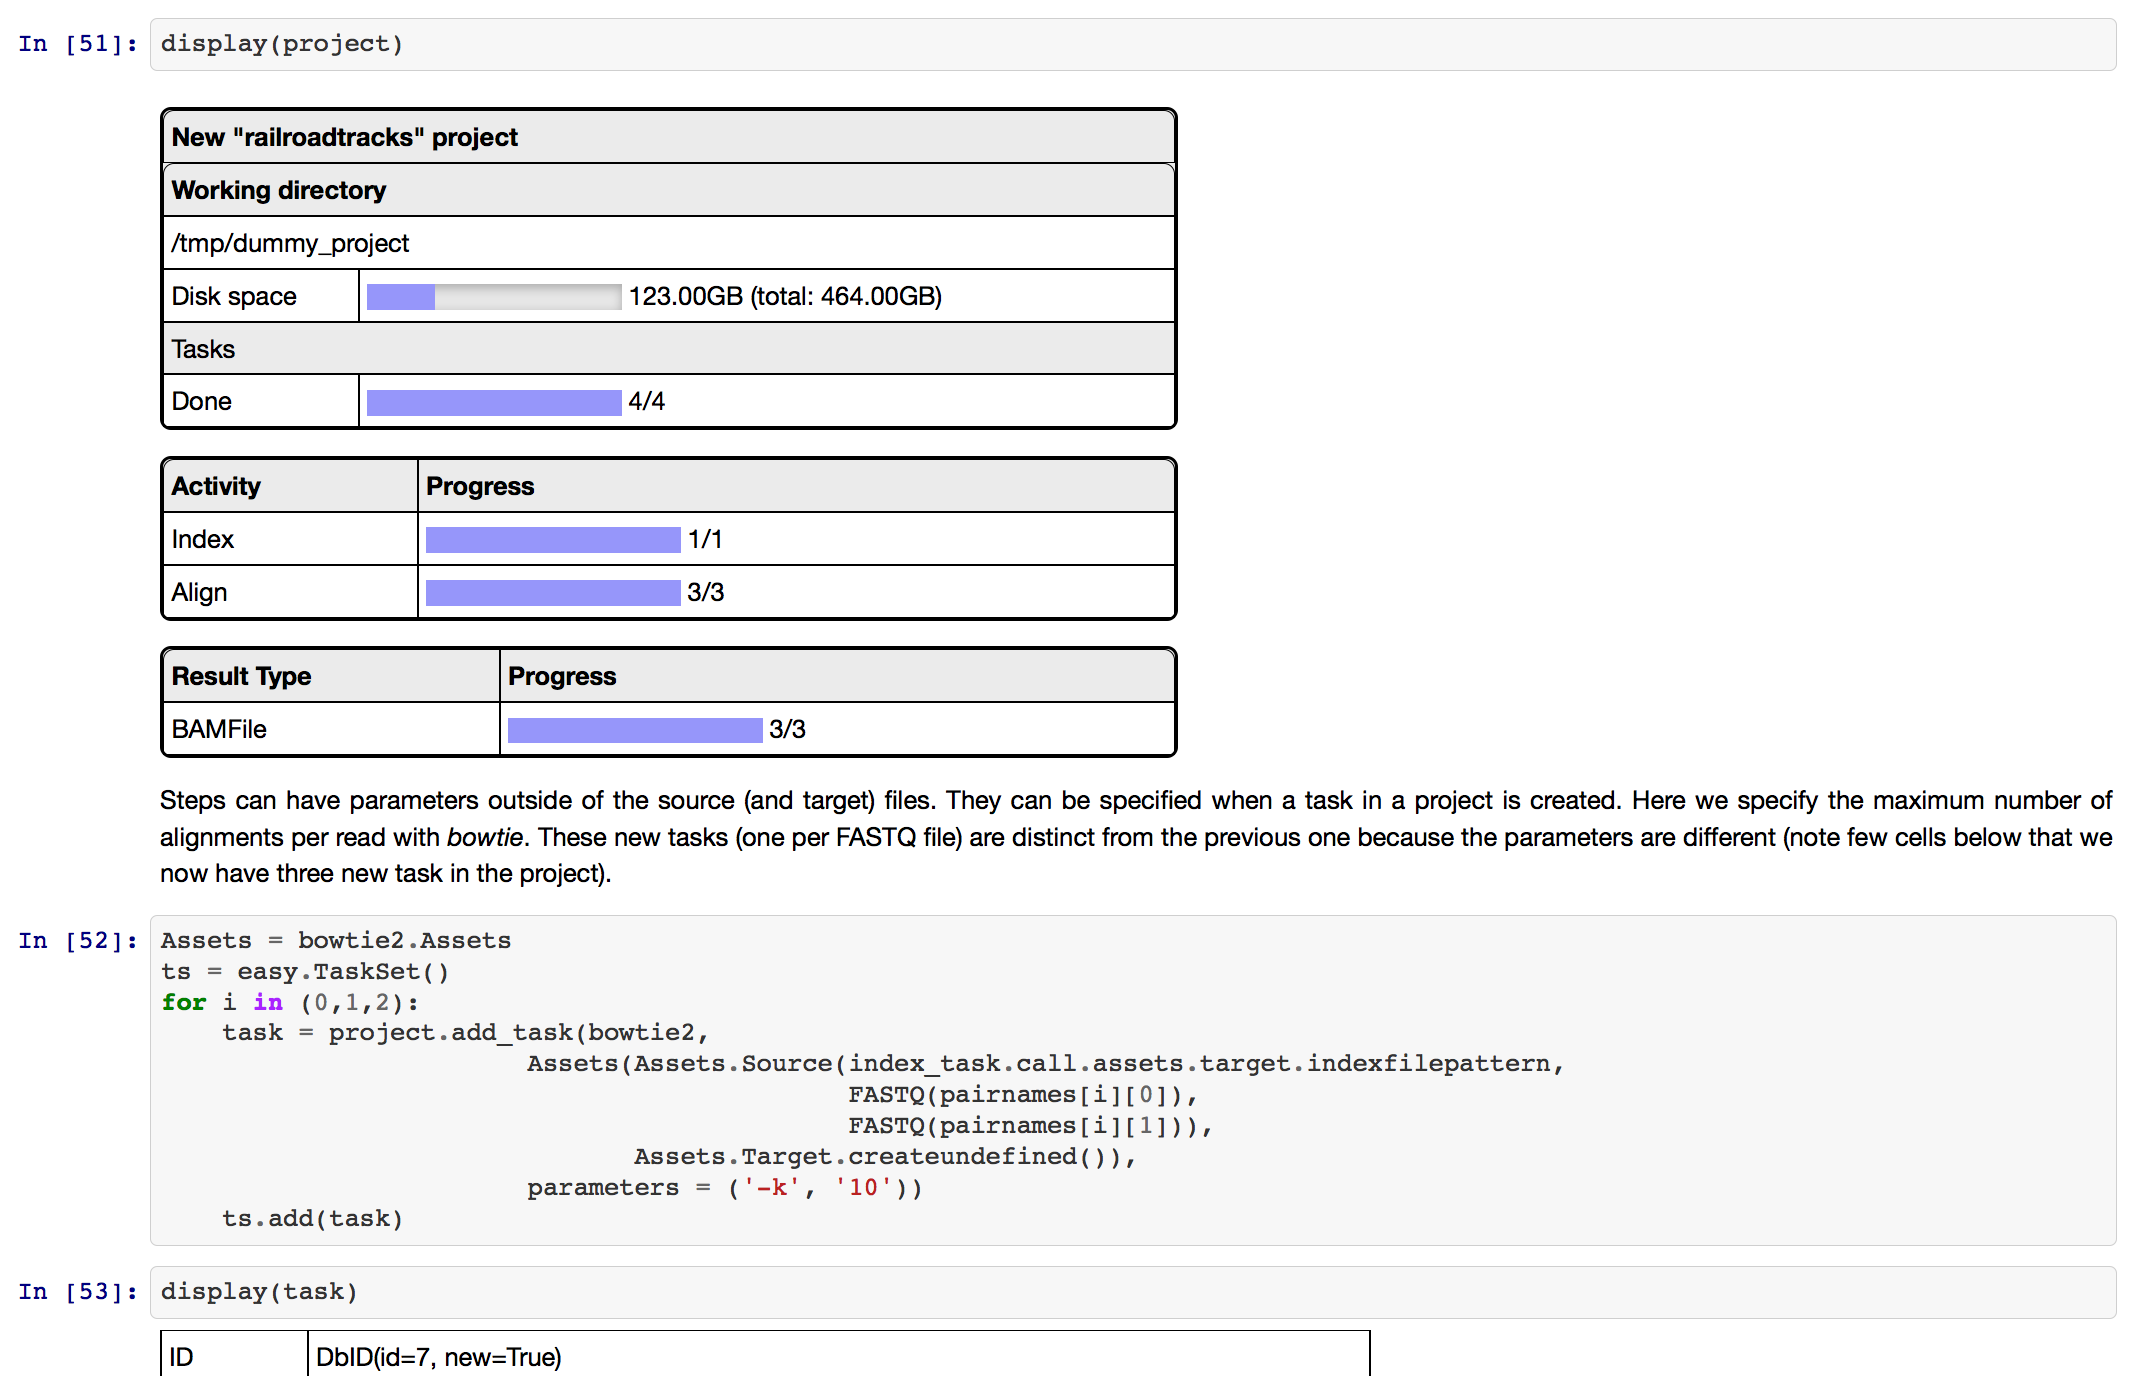 In [51]: display(project)
New "railroadtracks" project
Working directory
/tmp/dummy_project
Disk space 123.00GB (total: 464.00GB)
Tasks
Done 4/4
Activity Progress
Index 1/1
Align 3/3
Result Type Progress
BAMFile 3/3
Steps can have parameters outside of the source (and target) files. They can be specified when a task in a project is created. Here we specify the maximum number of
alignments per read with bowtie. These new tasks (one per FASTQ file) are distinct from the previous one because the parameters are different (note few cells below that we
now have three new task in the project).
In [52]: Assets = bowtie2.Assets
ts = easy.TaskSet()
for i in (0,1,2):
    task = project.add_task(bowtie2,
                        Assets(Assets.Source(index_task.call.assets.target.indexfilepattern,
                                             FASTQ(pairnames[i][0]),
                                             FASTQ(pairnames[i][1])),
                               Assets.Target.createundefined()),
                        parameters = ('-k', '10'))
    ts.add(task)
In [53]: display(task)
ID DbID(id=7, new=True)